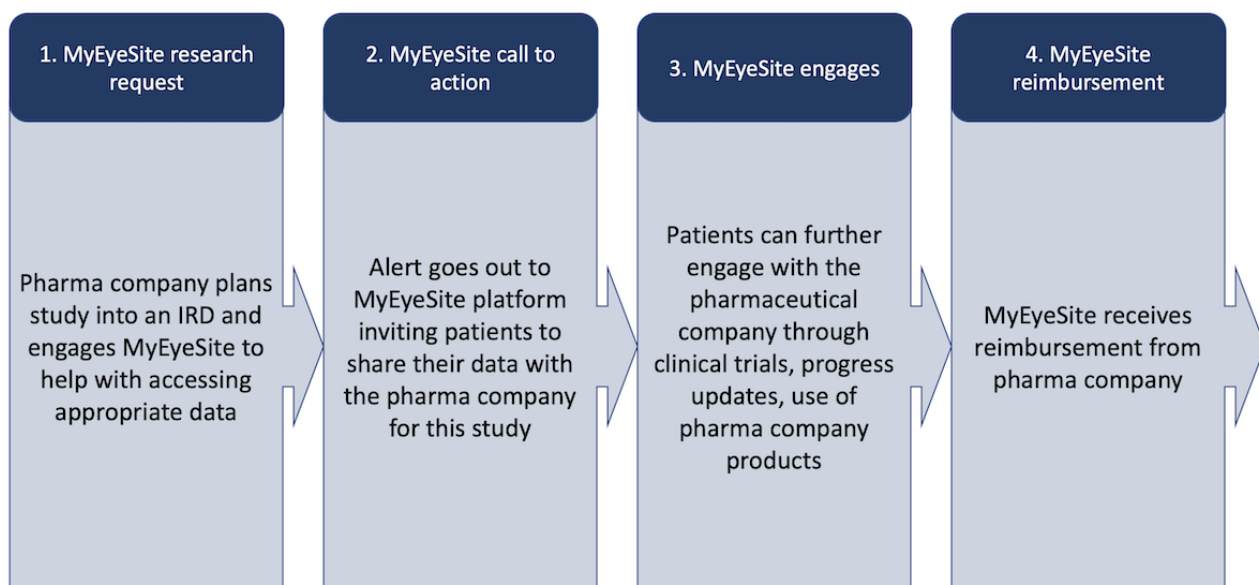 1. MyEyeSite research
request
Pharma company plans
study into an IRD and
engages MyEyeSite to
help with accessing
appropriate data
2. MyEyeSite call to
action
Alert goes out to
MyEyeSite platform
inviting patients to
share their data with
the pharma company
for this study
3. MyEyeSite engages
Patients can further
engage with the
pharmaceutical
company through
clinical trials, progress
updates, use of
pharma company
products
4. MyEyeSite
reimbursement
MyEyeSite receives
reimbursement from
pharma company